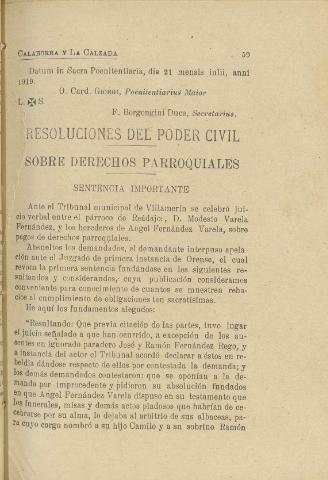 CALAHORRA Y LA CALZADA 59
Datum in Sacra Poenitentiaria, die 21 mensis iulii, anni
1919.
O. Card. GIORGI, Poenitentiarius Maior
L. ✠ S.
F. Borgongini Duca, Secretarius,
RESOLUCIONES DEL PODER CIVIL
SOBRE DERECHOS PARROQUIALES
SENTENCIA IMPORTANTE
Ante el Tribunal municipal de Villamerín se celebró jui-
cio verbal entre el párroco de Readajo:, D. Modesto Varela
Fernández, y los herederos de Angel Fernández Varela, sobre
pagos de derechos parroquiales.
Absueltos los demandados, el demandante interpuso apela-
ción ante el Juzgado de primera instancia de Orense, el cual
revoca la primera sentencia fundándose en los siguientes re-
sultandos y considerandos, cuya publicación consideramos
conveniente para conocimiento de cuantos se muestren reha-
cios al cumplimiento de obligaciones tan sacratísimas.
He aquí los fundamentos alegados:
"Resultando: Que previa citación de las partes, tuvo lugar
el juicio señalado a que han ocurrido, a excepción de los au-
sentes en ignorado paradero José y Ramón Fernández Rego, y
a instancia del actor el Tribunal acordó declarar a éstos en re-
beldía dándose respecto de ellos por contestada la demanda; y
los demás demandados contestaron: que se oponían a la de-
manda por improcedente y pidieron su absolución fundados
en que Angel Fernández Varela dispuso en su testamento que
los funerales, misas y demás actos piadosos que habrían de ce-
lebrarse por su alma, lo dejaba al arbitrio de sus albaceas, pa-
ra cuyo cargo nombró a su hijo Camilo y a su sobrino Ramón